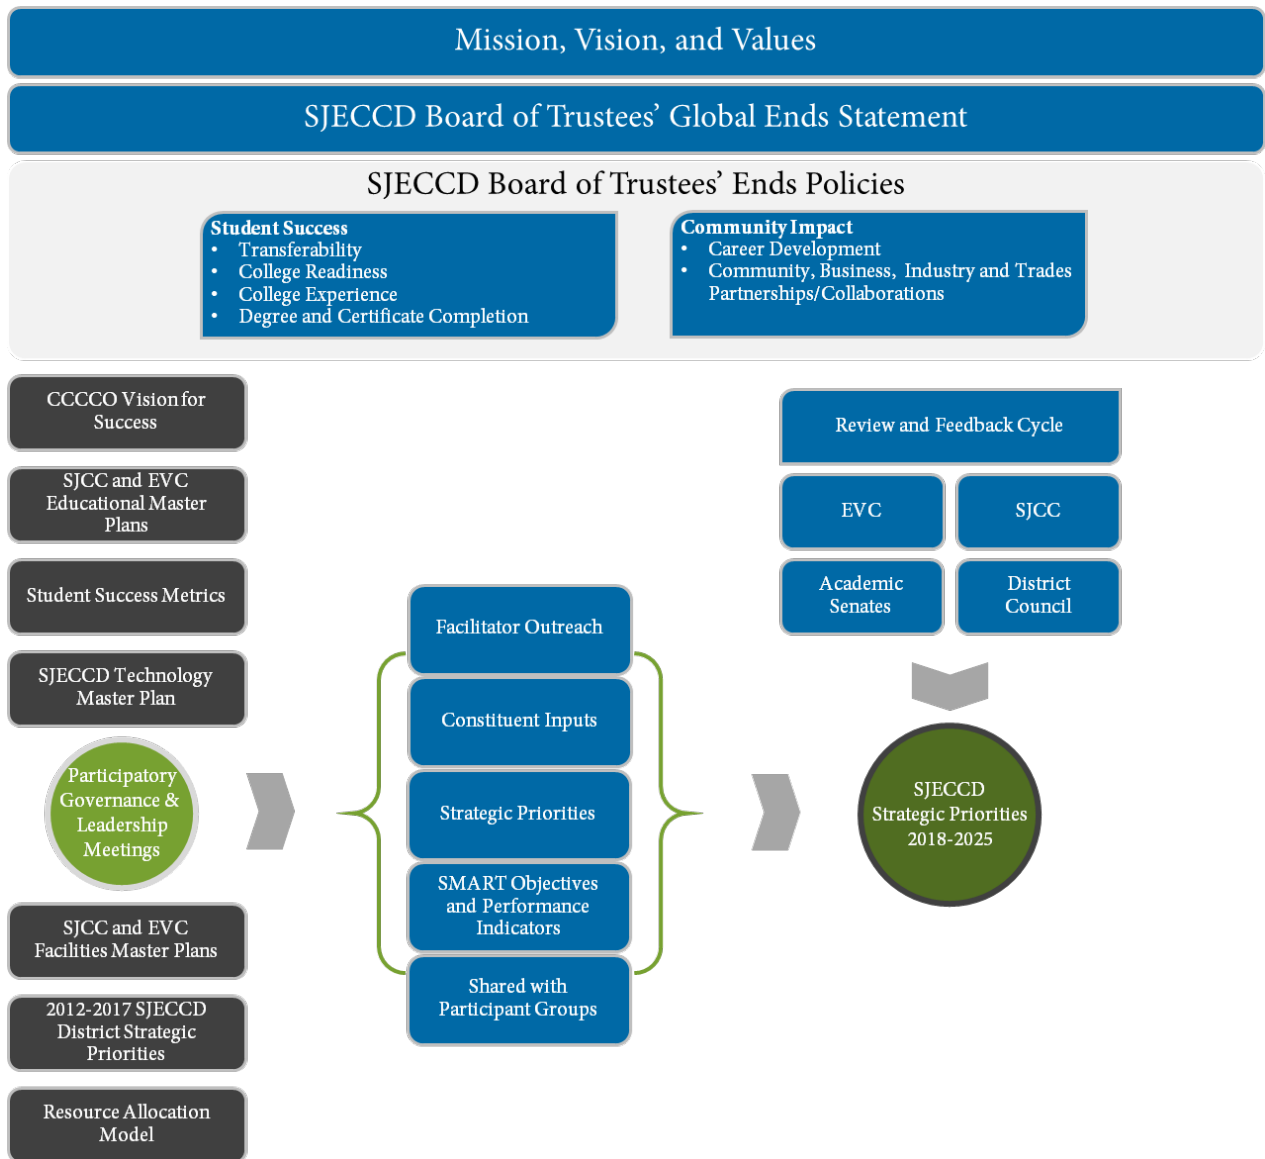 Mission, Vision, and Values
SJECCD Board of Trustees’ Global Ends Statement
SJECCD Board of Trustees’ Ends Policies
Student Success
• Transferability
• College Readiness
• College Experience
• Degree and Certificate Completion
Community Impact
• Career Development
• Community, Business, Industry and Trades
Partnerships/Collaborations
CCCCO Vision for
Success
SJCC and EVC
Educational Master
Plans
Student Success Metrics
SJECCD Technology
Master Plan
Participatory
Governance &
Leadership
Meetings
SJCC and EVC
Facilities Master Plans
2012-2017 SJECCD
District Strategic
Priorities
Resource Allocation
Model
Facilitator Outreach
Constituent Inputs
Strategic Priorities
SMART Objectives
and Performance
Indicators
Shared with
Participant Groups
Review and Feedback Cycle
EVC
SJCC
Academic
Senates
District
Council
SJECCD
Strategic Priorities
2018-2025